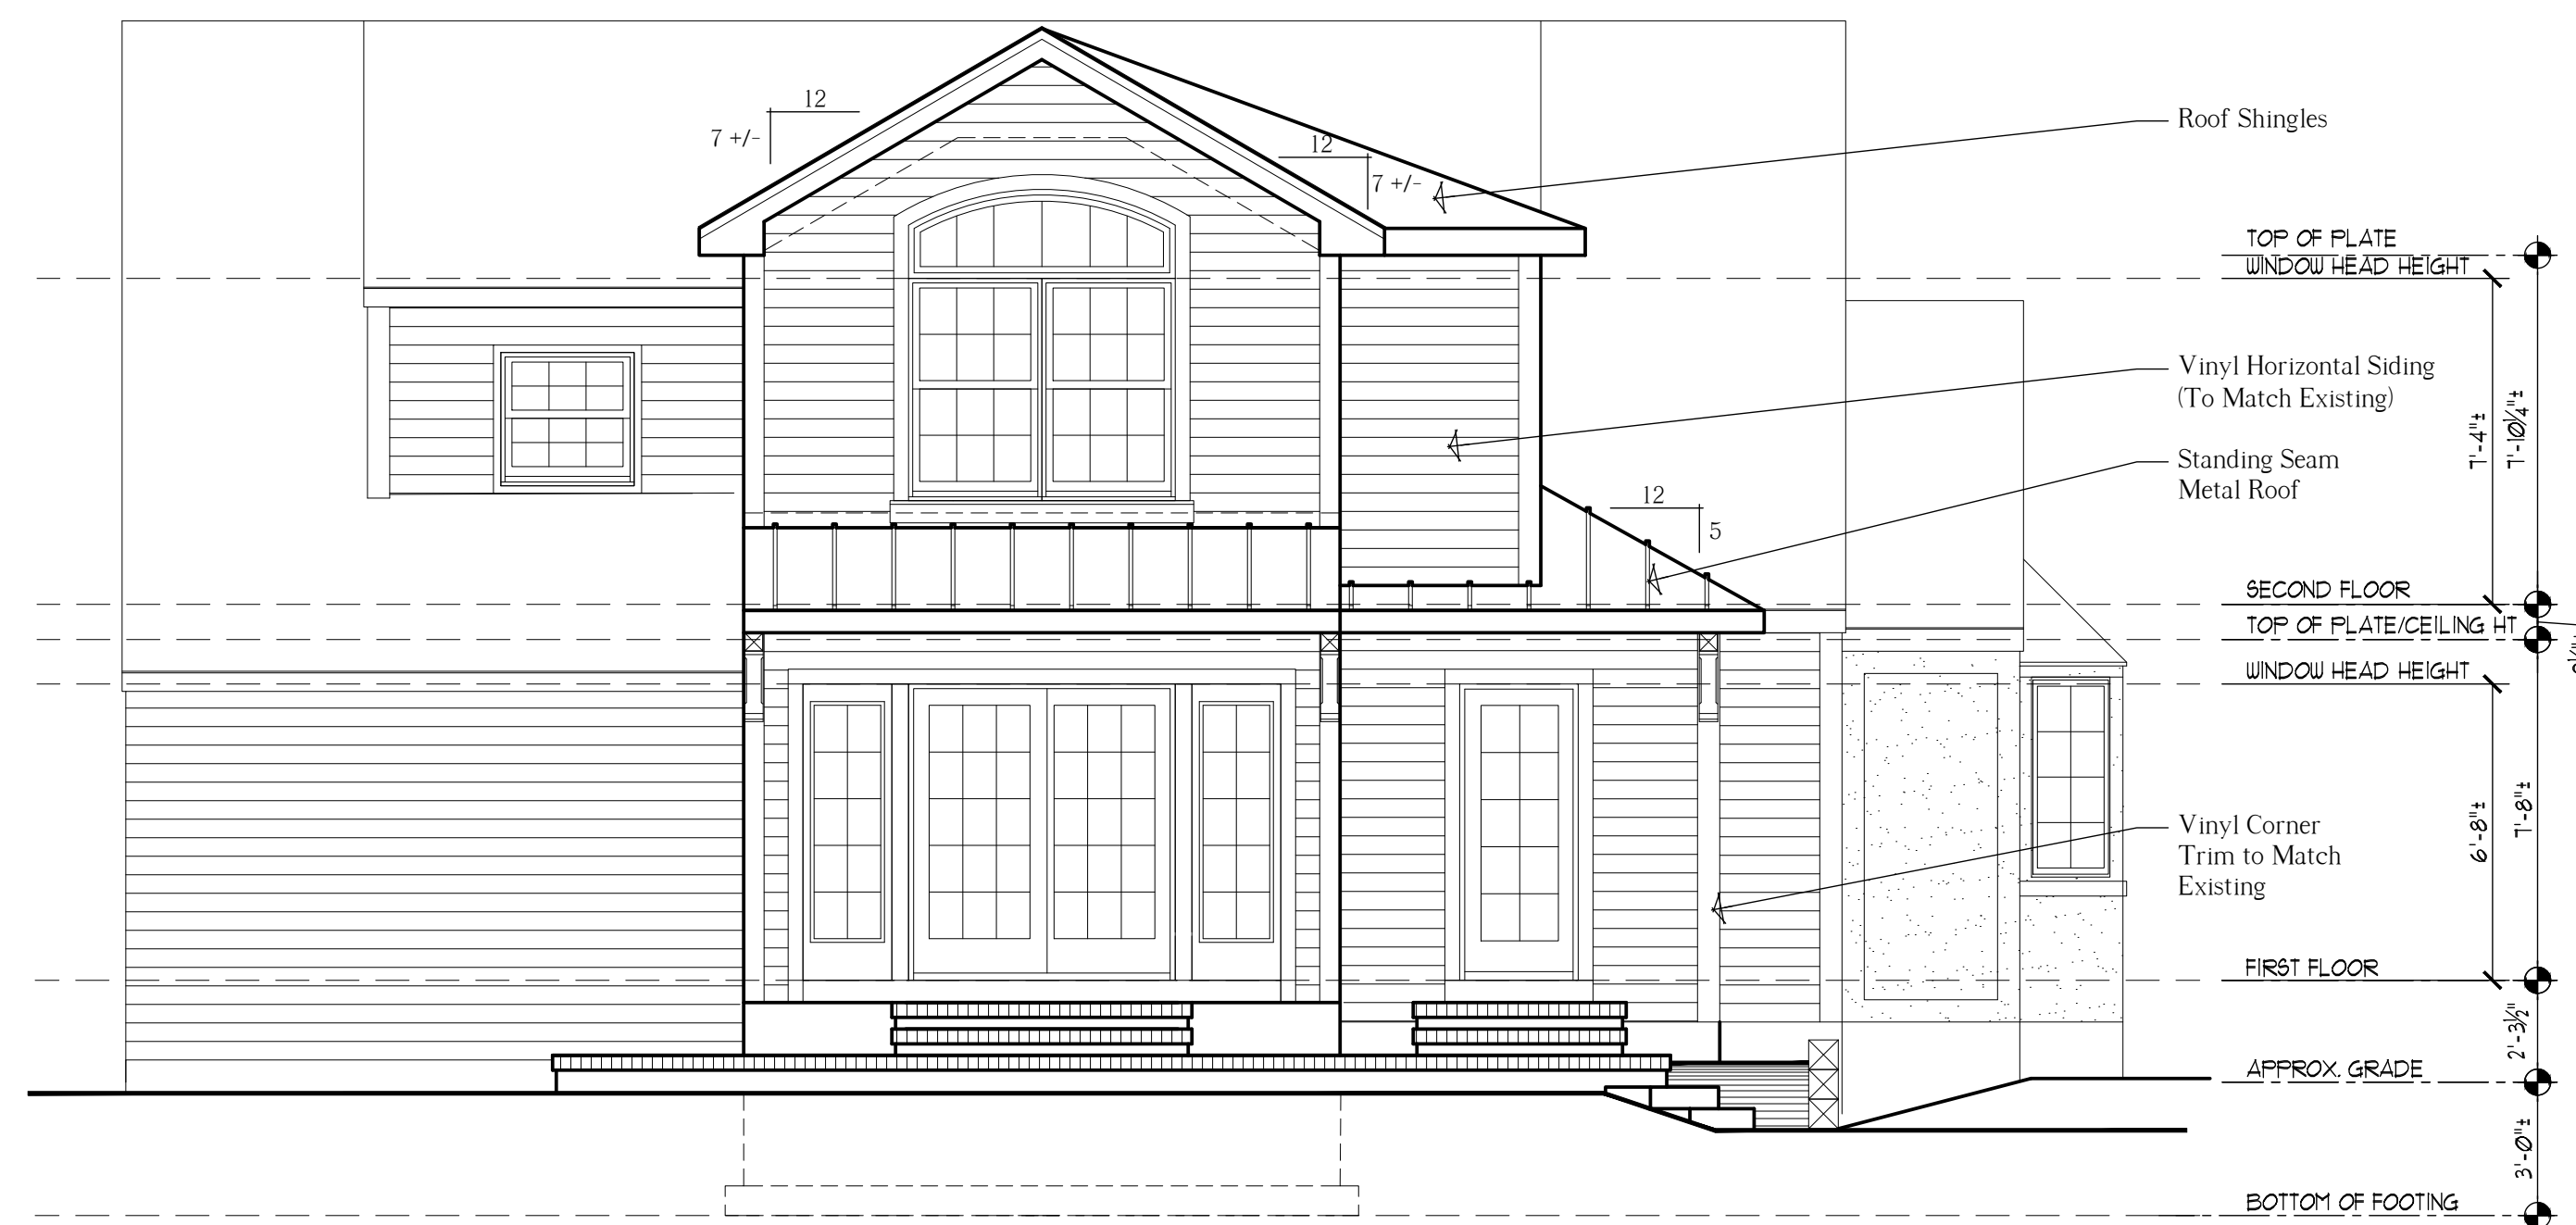 12
7 +/-
12
7 +/-
Roof Shingles
TOP OF PLATE
WINDOW HEAD HEIGHT
Vinyl Horizontal Siding
(To Match Existing)
7'-4"±
7'-10¼"±
Standing Seam
Metal Roof
12
5
SECOND FLOOR
TOP OF PLATE/CEILING HT
WINDOW HEAD HEIGHT
Vinyl Corner
Trim to Match
Existing
6'-8"±
7'-8"±
FIRST FLOOR
2'-3½"
APPROX. GRADE
3'-0"±
BOTTOM OF FOOTING